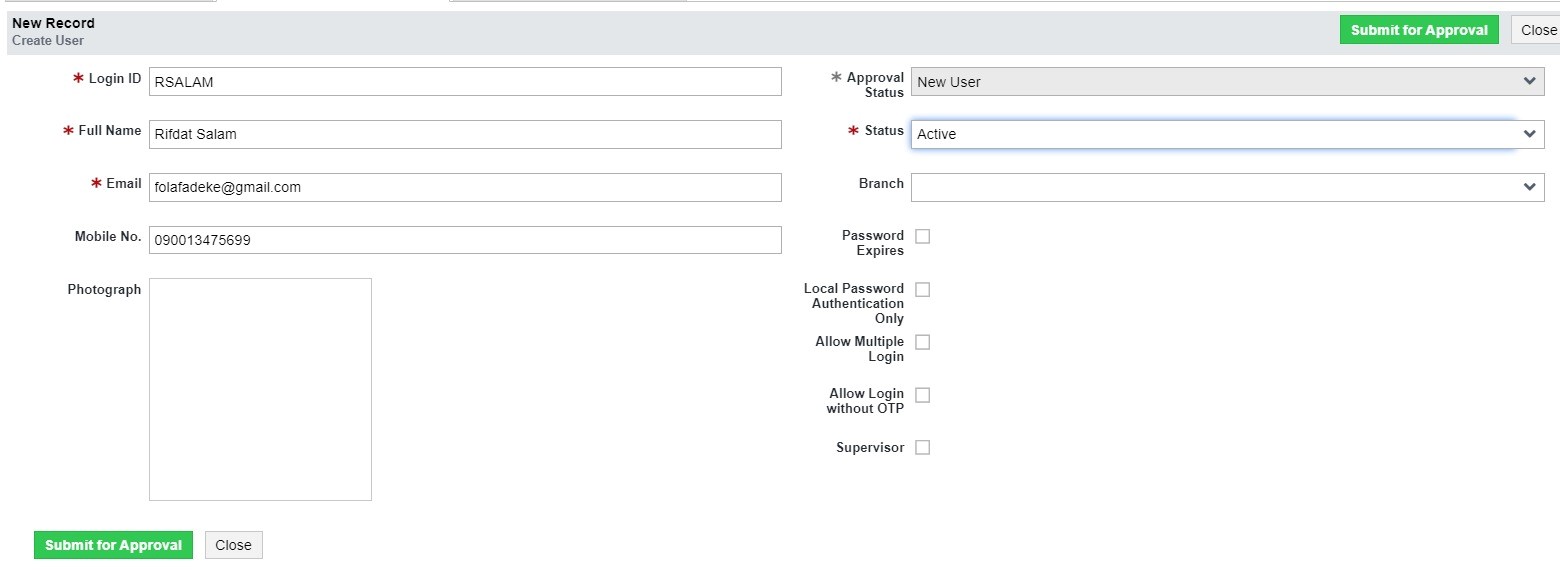 New Record
Create User
Submit for Approval
Close
* Login ID
RSALAM
* Full Name
Rifdat Salam
* Email
folafadeke@gmail.com
Mobile No.
090013475699
Photograph
* Approval
Status
New User
* Status
Active
Branch
Password
Expires
Local Password
Authentication
Only
Allow Multiple
Login
Allow Login
without OTP
Supervisor
Submit for Approval
Close